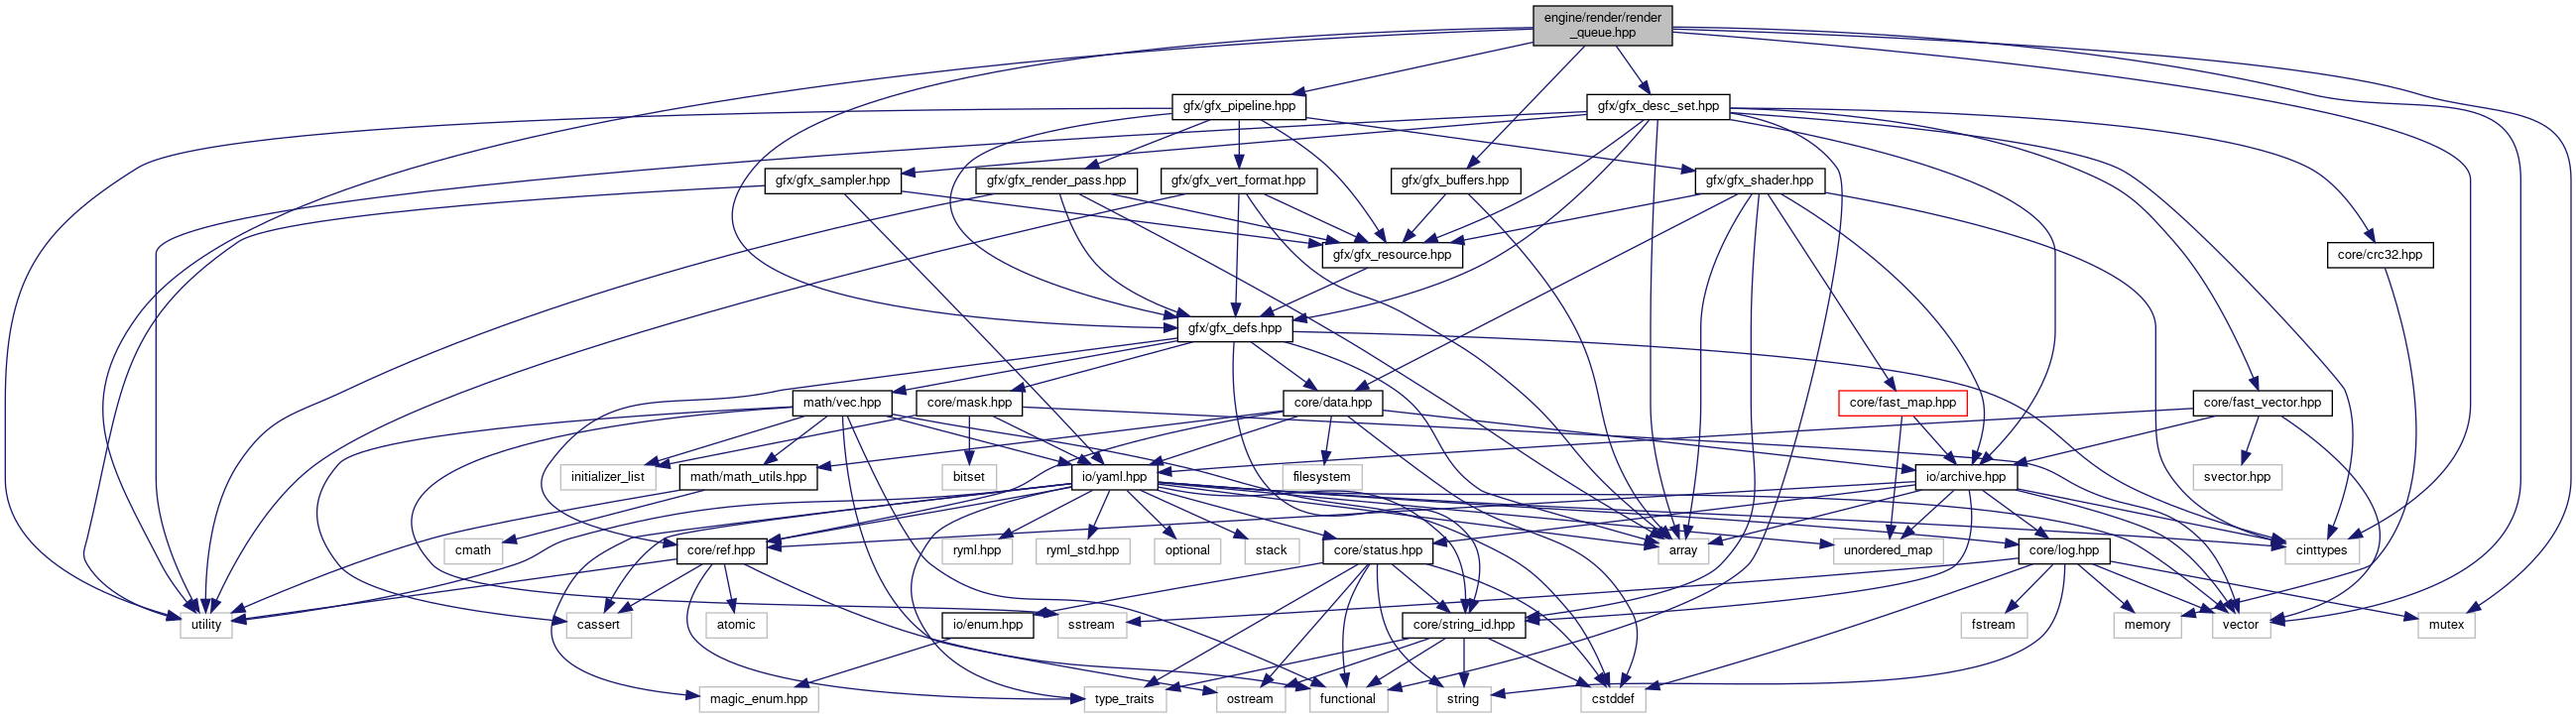 engine/render/render
_queue.hpp
gfx/gfx_pipeline.hpp
gfx/gfx_desc_set.hpp
gfx/gfx_sampler.hpp
gfx/gfx_render_pass.hpp
gfx/gfx_vert_format.hpp
gfx/gfx_buffers.hpp
gfx/gfx_shader.hpp
gfx/gfx_resource.hpp
core/crc32.hpp
gfx/gfx_defs.hpp
math/vec.hpp
core/mask.hpp
core/data.hpp
core/fast_map.hpp
core/fast_vector.hpp
initializer_list
math/math_utils.hpp
bitset
io/yaml.hpp
filesystem
io/archive.hpp
svector.hpp
cmath
core/ref.hpp
ryml.hpp
ryml_std.hpp
optional
stack
core/status.hpp
array
unordered_map
core/log.hpp
cinttypes
utility
cassert
atomic
io/enum.hpp
sstream
core/string_id.hpp
fstream
memory
vector
mutex
magic_enum.hpp
type_traits
ostream
functional
string
cstddef